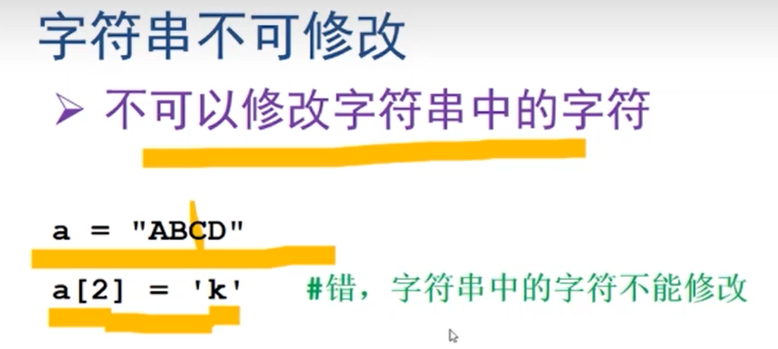 字符串不可修改
➢ 不可以修改字符串中的字符
a = "ABCD"
a[2] = 'k' #错，字符串中的字符不能修改